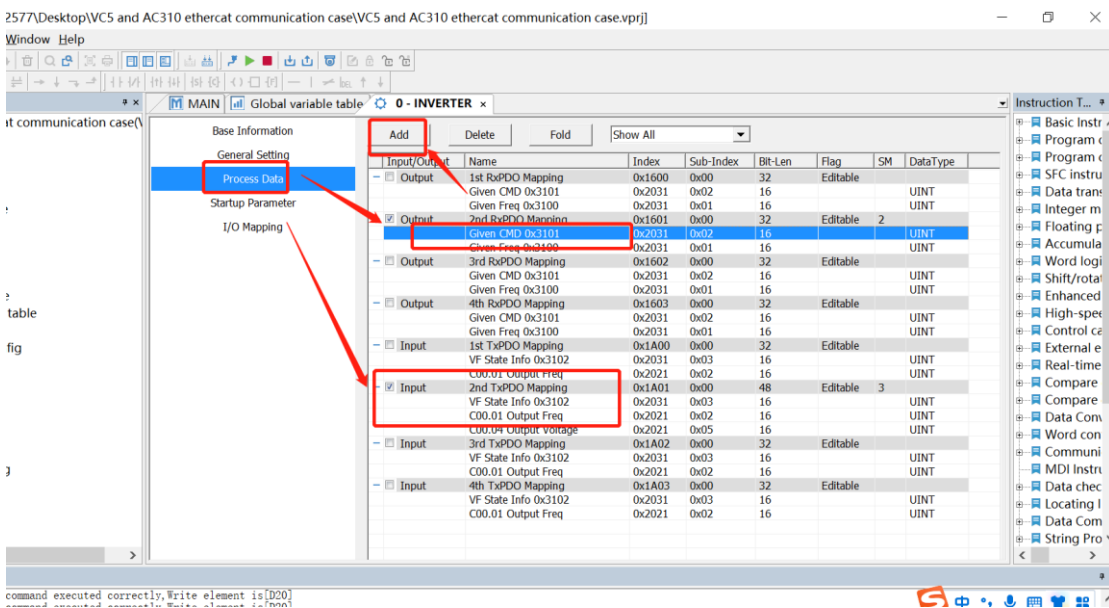 2577\Desktop\VC5 and AC310 ethercat communication case\VC5 and AC310 ethercat communication case.vprj]
Window Help
MAIN Global variable table 0 - INVERTER × Instruction T...
at communication case(\
Base Information
General Setting
Process Data
Startup Parameter
I/O Mapping
table
fig
Add Delete Fold Show All
Input/Output Name Index Sub-Index Bit-Len Flag SM DataType
Output 1st RxPDO Mapping 0x1600 0x00 32 Editable
Given CMD 0x3101 0x2031 0x02 16 UINT
Given Freq 0x3100 0x2031 0x01 16 UINT
Output 2nd RxPDO Mapping 0x1601 0x00 32 Editable 2
Given CMD 0x3101 0x2031 0x02 16 UINT
Given Freq 0x3100 0x2031 0x01 16 UINT
Output 3rd RxPDO Mapping 0x1602 0x00 32 Editable
Given CMD 0x3101 0x2031 0x02 16 UINT
Given Freq 0x3100 0x2031 0x01 16 UINT
Output 4th RxPDO Mapping 0x1603 0x00 32 Editable
Given CMD 0x3101 0x2031 0x02 16 UINT
Given Freq 0x3100 0x2031 0x01 16 UINT
Input 1st TxPDO Mapping 0x1A00 0x00 32 Editable
VF State Info 0x3102 0x2031 0x03 16 UINT
C00.01 Output Freq 0x2021 0x02 16 UINT
Input 2nd TxPDO Mapping 0x1A01 0x00 48 Editable 3
VF State Info 0x3102 0x2031 0x03 16 UINT
C00.01 Output Freq 0x2021 0x02 16 UINT
C00.04 Output Voltage 0x2021 0x05 16 UINT
Input 3rd TxPDO Mapping 0x1A02 0x00 32 Editable
VF State Info 0x3102 0x2031 0x03 16 UINT
C00.01 Output Freq 0x2021 0x02 16 UINT
Input 4th TxPDO Mapping 0x1A03 0x00 32 Editable
VF State Info 0x3102 0x2031 0x03 16 UINT
C00.01 Output Freq 0x2021 0x02 16 UINT
Basic Instr
Program c
Program c
SFC instru
Data trans
Integer m
Floating p
Accumula
Word logi
Shift/rotat
Enhanced
High-spee
Control ca
External e
Real-time
Compare
Compare
Data Conv
Word con
Communi
MDI Instru
Data chec
Locating I
Data Com
String Pro
command executed correctly,Write element is[D20]
command executed correctly,Write element is[D20]
中